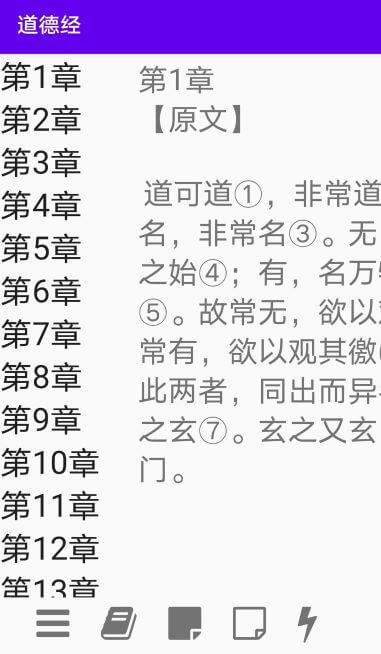 道德经
第1章
第2章
第3章
第4章
第5章
第6章
第7章
第8章
第9章
第10章
第11章
第12章
第13章
第1章
【原文】
道可道①，非常道
名，非常名③。无
之始④；有，名万
⑤。故常无，欲以
常有，欲以观其徼
此两者，同出而异
之玄⑦。玄之又玄
门。